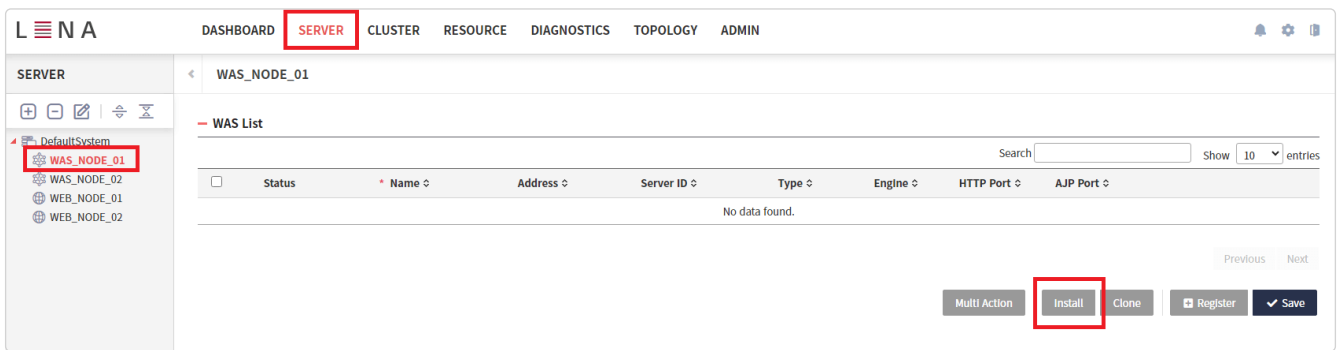 LENA
DASHBOARD SERVER CLUSTER RESOURCE DIAGNOSTICS TOPOLOGY ADMIN
SERVER
WAS_NODE_01
DefaultSystem
WAS_NODE_01
WAS_NODE_02
WEB_NODE_01
WEB_NODE_02
WAS List
Search Show 10 entries
Status * Name Address Server ID Type Engine HTTP Port AJP Port
No data found.
Previous Next
Multi Action Install Clone Register Save